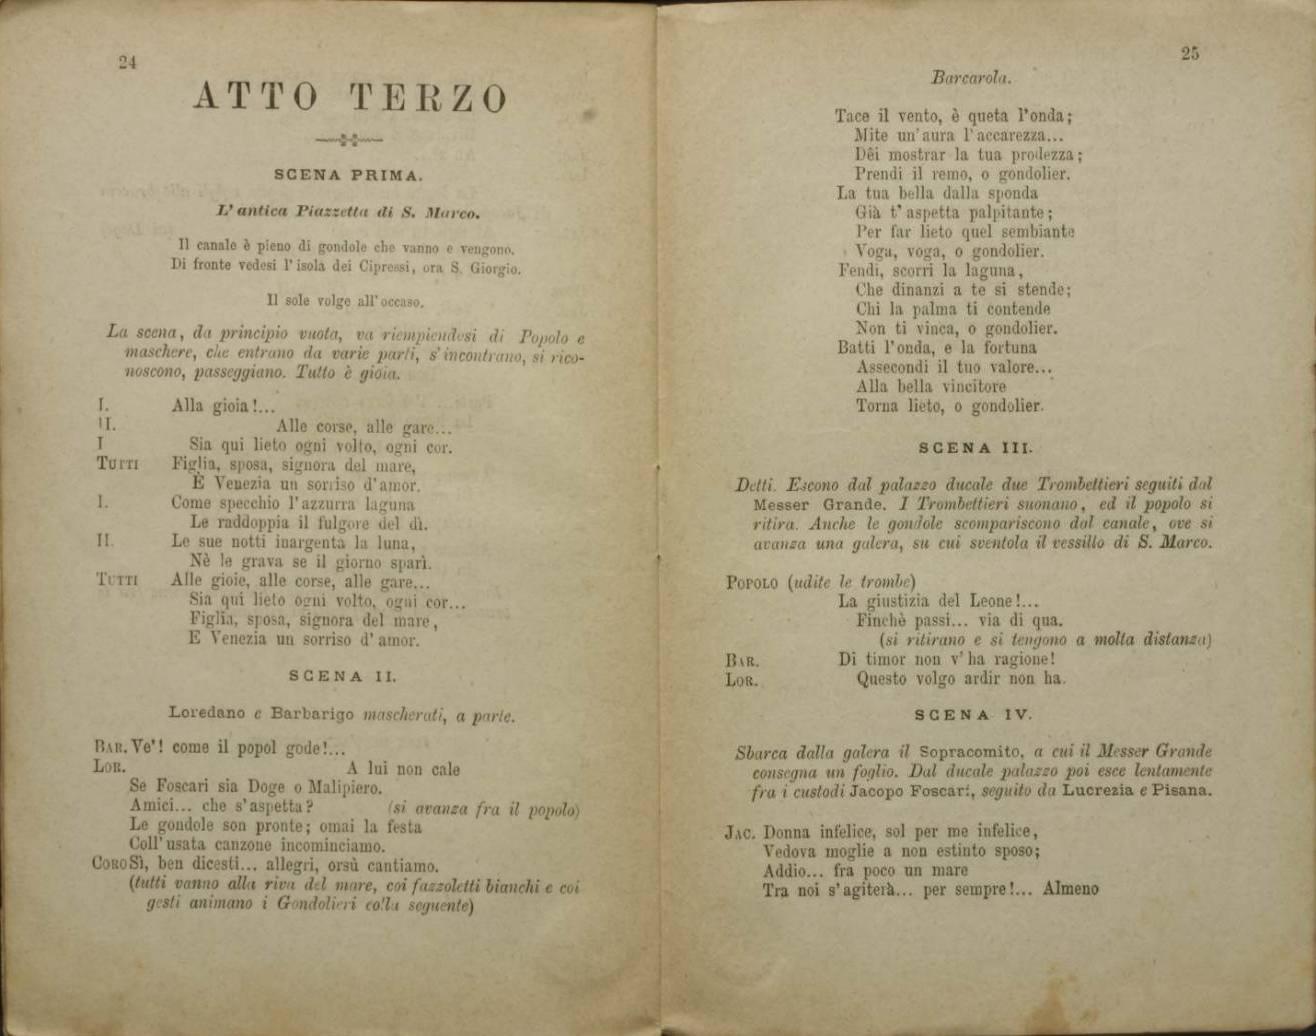 24
ATTO TERZO
SCENA PRIMA.
L'antica Piazzetta di S. Marco.
Il canale è pieno di gondole che vanno e vengono.
Di fronte vedesi l'isola dei Cipressi, ora S. Giorgio.
Il sole volge all'occaso.
La scena, da principio vuota, va riempiendosi di Popolo e
maschere, che entrano da varie parti, s'incontrano, si rico-
noscono, passeggiano. Tutto è gioia.
I. Alla gioia!...
II. Alle corse, alle gare...
I Sia qui lieto ogni volto, ogni cor.
TUTTI Figlia, sposa, signora del mare,
È Venezia un sorriso d'amor.
I. Come specchio l'azzurra laguna
Le raddoppia il fulgore del dì.
II. Le sue notti inargenta la luna,
Nè le grava se il giorno sparì.
TUTTI Alle gioie, alle corse, alle gare...
Sia qui lieto ogni volto, ogni cor...
Figlia, sposa, signora del mare,
E Venezia un sorriso d'amor.
SCENA II.
Loredano e Barbarigo mascherati, a parte.
BAR. Ve'! come il popol gode!...
LOR. A lui non cale
Se Foscari sia Doge o Malipiero.
Amici... che s'aspetta? (si avanza fra il popolo)
Le gondole son pronte; omai la festa
Coll'usata canzone incominciamo.
CORO Sì, ben dicesti... allegri, orsù cantiamo.
(tutti vanno alla riva del mare, coi fazzoletti bianchi e coi
gesti animano i Gondolieri colla seguente)
25
Barcarola.
Tace il vento, è queta l'onda;
Mite un'aura l'accarezza...
Dêi mostrar la tua prodezza;
Prendi il remo, o gondolier.
La tua bella dalla sponda
Già t'aspetta palpitante;
Per far lieto quel sembiante
Voga, voga, o gondolier.
Fendi, scorri la laguna,
Che dinanzi a te si stende;
Chi la palma ti contende
Non ti vinca, o gondolier.
Batti l'onda, e la fortuna
Assecondi il tuo valore...
Alla bella vincitore
Torna lieto, o gondolier.
SCENA III.
Detti. Escono dal palazzo ducale due Trombettieri seguiti dal
Messer Grande. I Trombettieri suonano, ed il popolo si
ritira. Anche le gondole scompariscono dal canale, ove si
avanza una galera, su cui sventola il vessillo di S. Marco.
POPOLO (udite le trombe)
La giustizia del Leone!...
Finchè passi... via di qua.
(si ritirano e si tengono a molta distanza)
BAR. Di timor non v'ha ragione!
LOR. Questo volgo ardir non ha.
SCENA IV.
Sbarca dalla galera il Sopracomito, a cui il Messer Grande
consegna un foglio. Dal ducale palazzo poi esce lentamente
fra i custodi Jacopo Foscari, seguito da Lucrezia e Pisana.
JAC. Donna infelice, sol per me infelice,
Vedova moglie a non estinto sposo;
Addio... fra poco un mare
Tra noi s'agiterà... per sempre!... Almeno